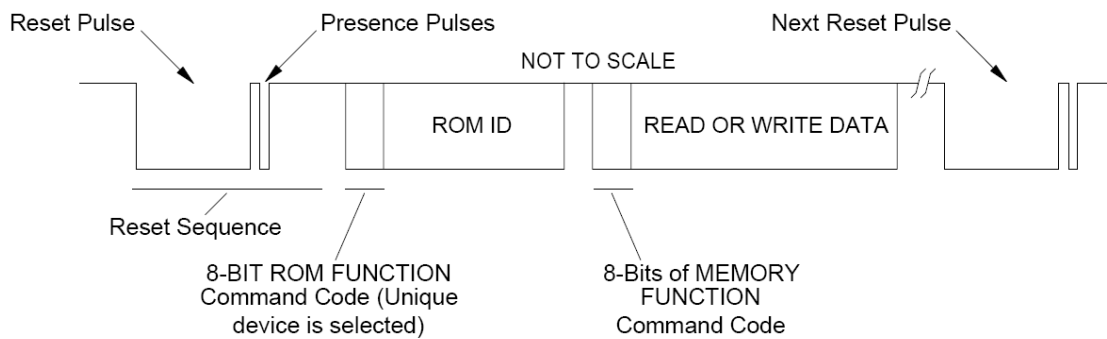 Reset Pulse
Presence Pulses
Next Reset Pulse
NOT TO SCALE
ROM ID
READ OR WRITE DATA
Reset Sequence
8-BIT ROM FUNCTION
Command Code (Unique
device is selected)
8-Bits of MEMORY
FUNCTION
Command Code